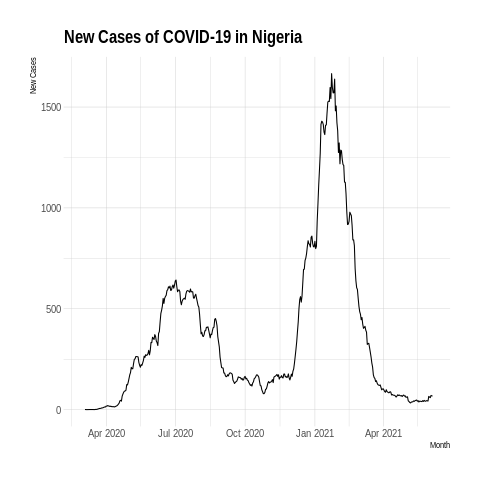 New Cases of COVID-19 in Nigeria
New Cases
1500
1000
500
0
Apr 2020 Jul 2020 Oct 2020 Jan 2021 Apr 2021
Month